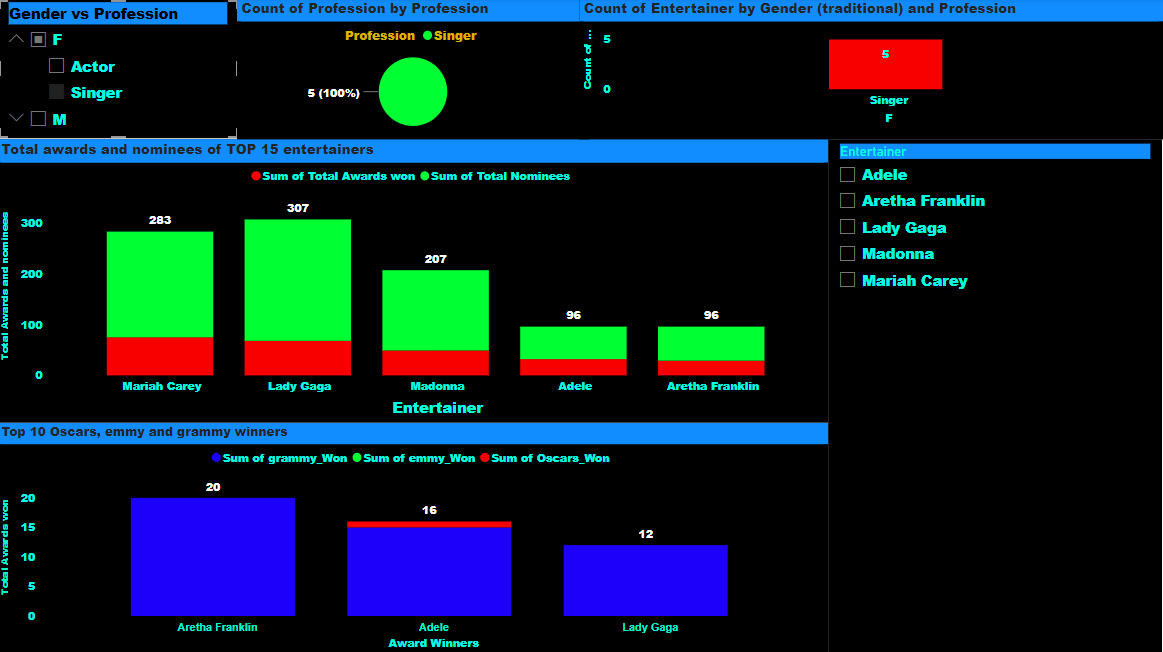 Gender vs Profession
F
Actor
Singer
M
Count of Profession by Profession
Profession Singer
5 (100%)
Count of Entertainer by Gender (traditional) and Profession
Count of ...
5
0
5
Singer
F
Total awards and nominees of TOP 15 entertainers
Sum of Total Awards won Sum of Total Nominees
Total Awards and nominees
300
200
100
0
283
307
207
96
96
Mariah Carey
Lady Gaga
Madonna
Adele
Aretha Franklin
Entertainer
Entertainer
Adele
Aretha Franklin
Lady Gaga
Madonna
Mariah Carey
Top 10 Oscars, emmy and grammy winners
Sum of grammy_Won Sum of emmy_Won Sum of Oscars_Won
Total Awards won
20
15
10
5
0
20
16
12
Aretha Franklin
Adele
Lady Gaga
Award Winners